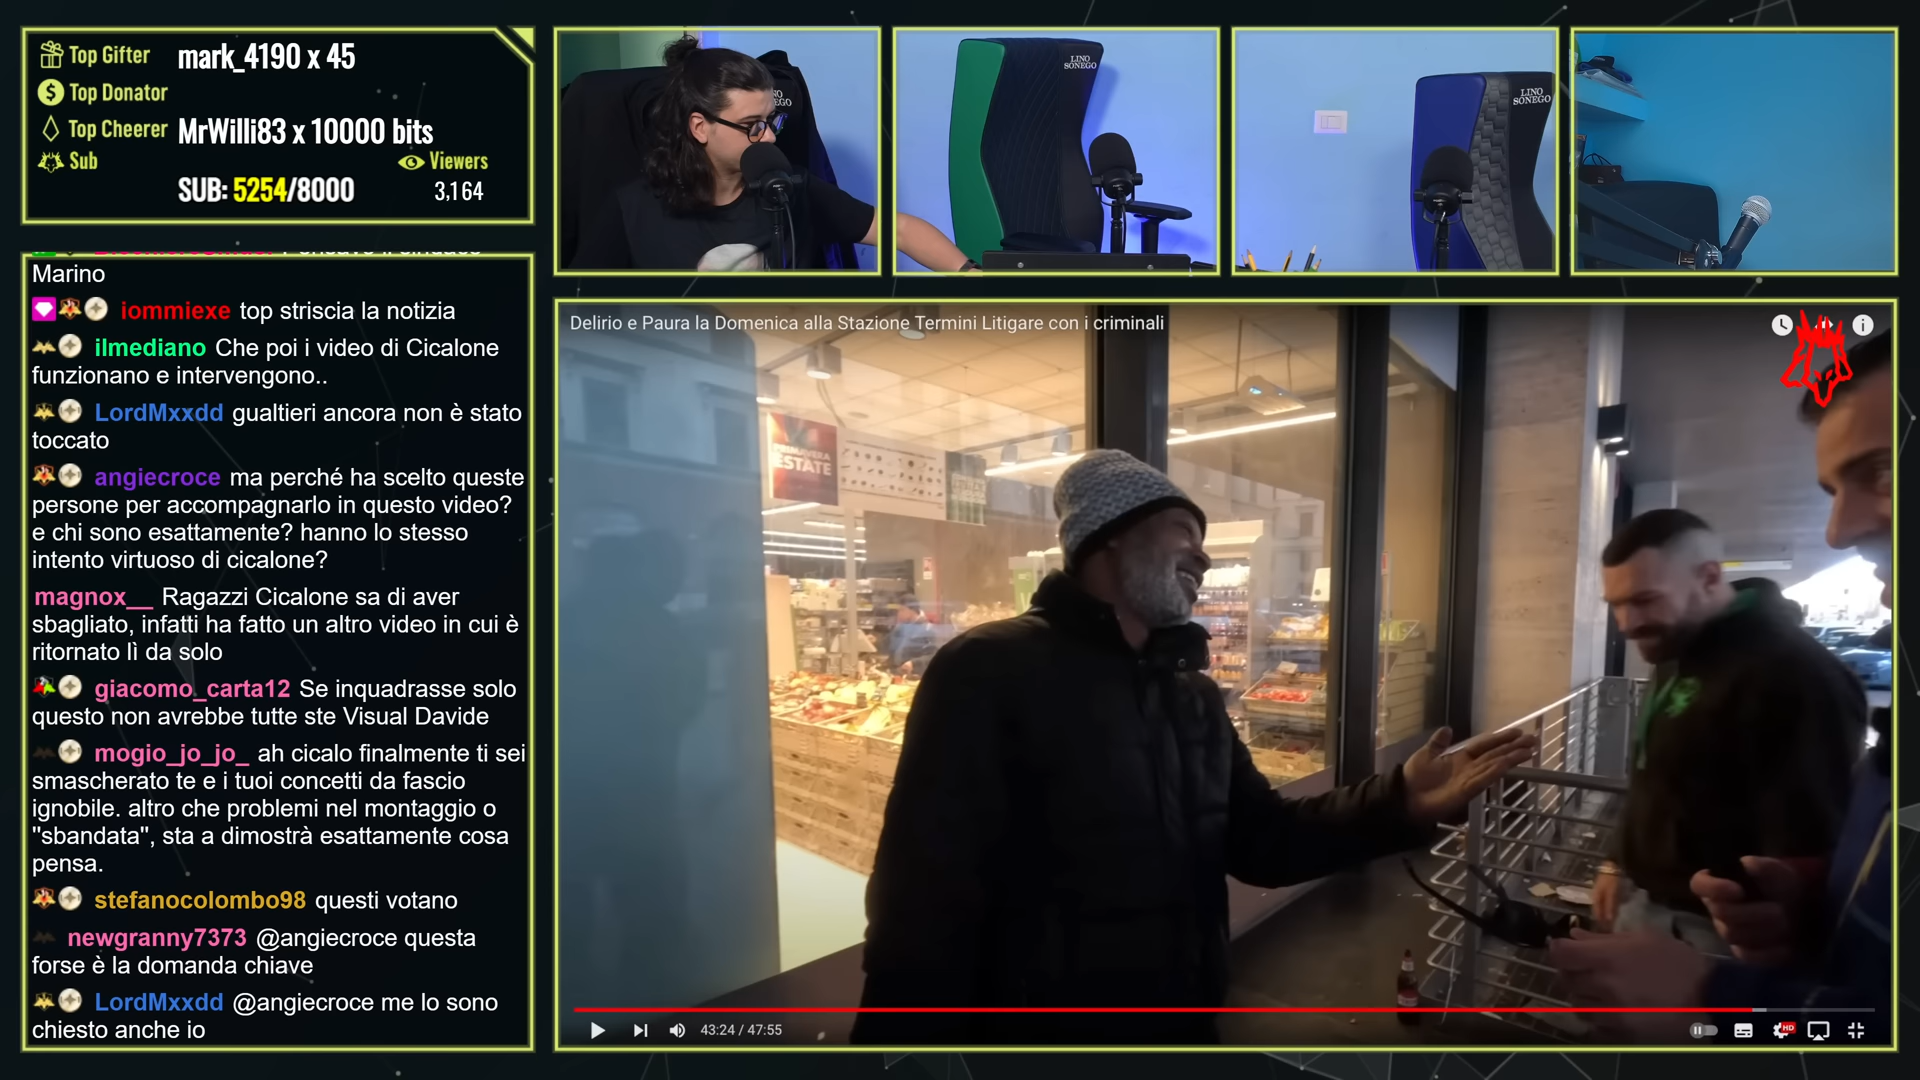 Top Gifter mark_4190 x 45
Top Donator
Top Cheerer MrWilli83 x 10000 bits
Sub Viewers
SUB: 5254/8000 3,164
Marino
iommiexe top striscia la notizia
ilmediano Che poi i video di Cicalone
funzionano e intervengono..
LordMxxdd gualtieri ancora non è stato
toccato
angiecroce ma perché ha scelto queste
persone per accompagnarlo in questo video?
e chi sono esattamente? hanno lo stesso
intento virtuoso di cicalone?
magnox__ Ragazzi Cicalone sa di aver
sbagliato, infatti ha fatto un altro video in cui è
ritornato lì da solo
giacomo_carta12 Se inquadrasse solo
questo non avrebbe tutte ste Visual Davide
mogio_jo_jo_ ah cicalo finalmente ti sei
smascherato te e i tuoi concetti da fascio
ignobile. altro che problemi nel montaggio o
"sbandata", sta a dimostrà esattamente cosa
pensa.
stefanocolombo98 questi votano
newgranny7373 @angiecroce questa
forse è la domanda chiave
LordMxxdd @angiecroce me lo sono
chiesto anche io
LINO
SONEGO
LINO
SONEGO
Delirio e Paura la Domenica alla Stazione Termini Litigare con i criminali
PRIMAVERA
ESTATE
43:24 / 47:55
HD